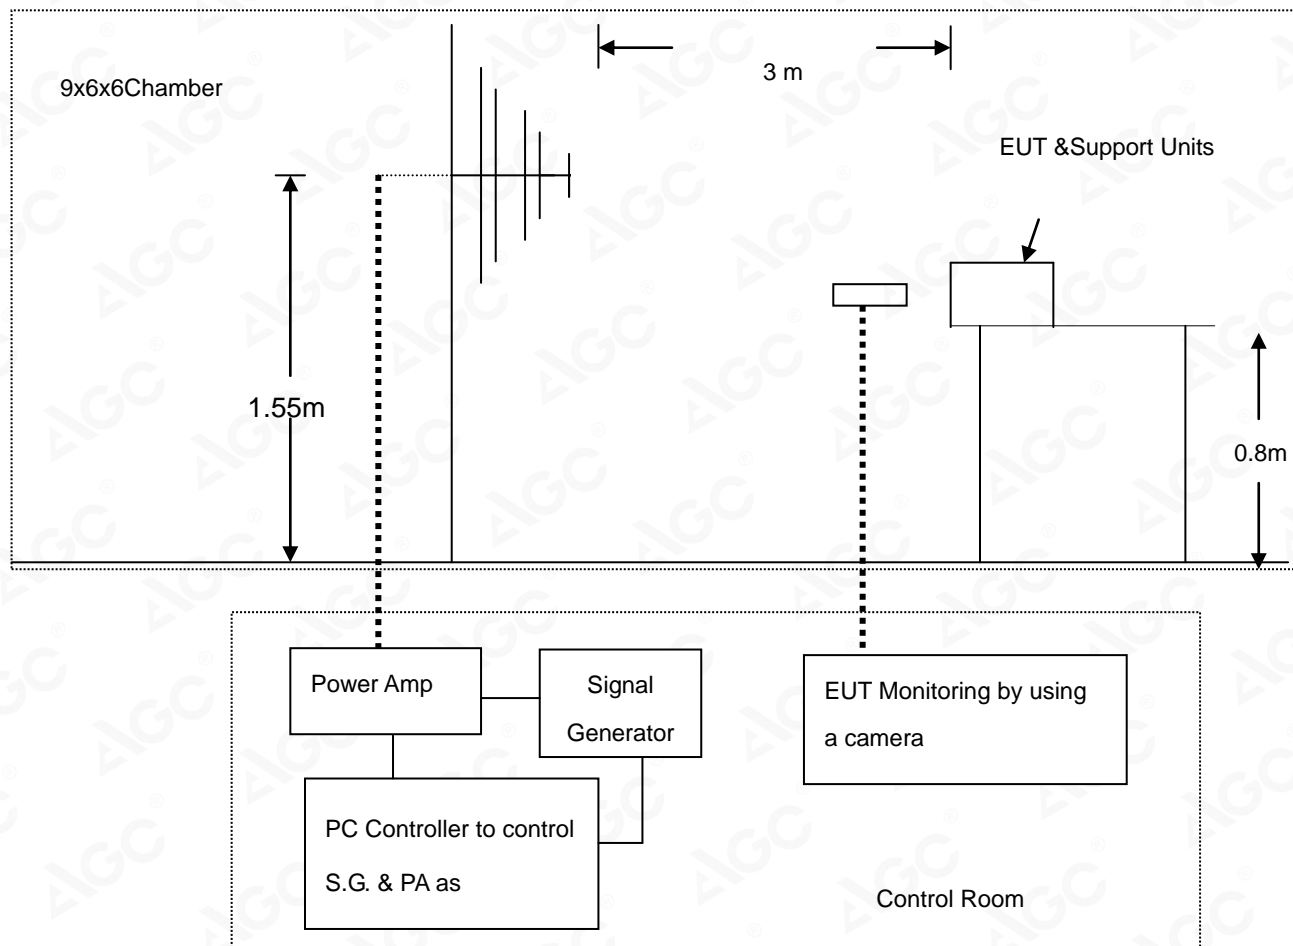 3 m
9x6x6Chamber
EUT &Support Units
1.55m
0.8m
Power Amp
Signal
Generator
EUT Monitoring by using
a camera
PC Controller to control
S.G. & PA as
Control Room
AGC